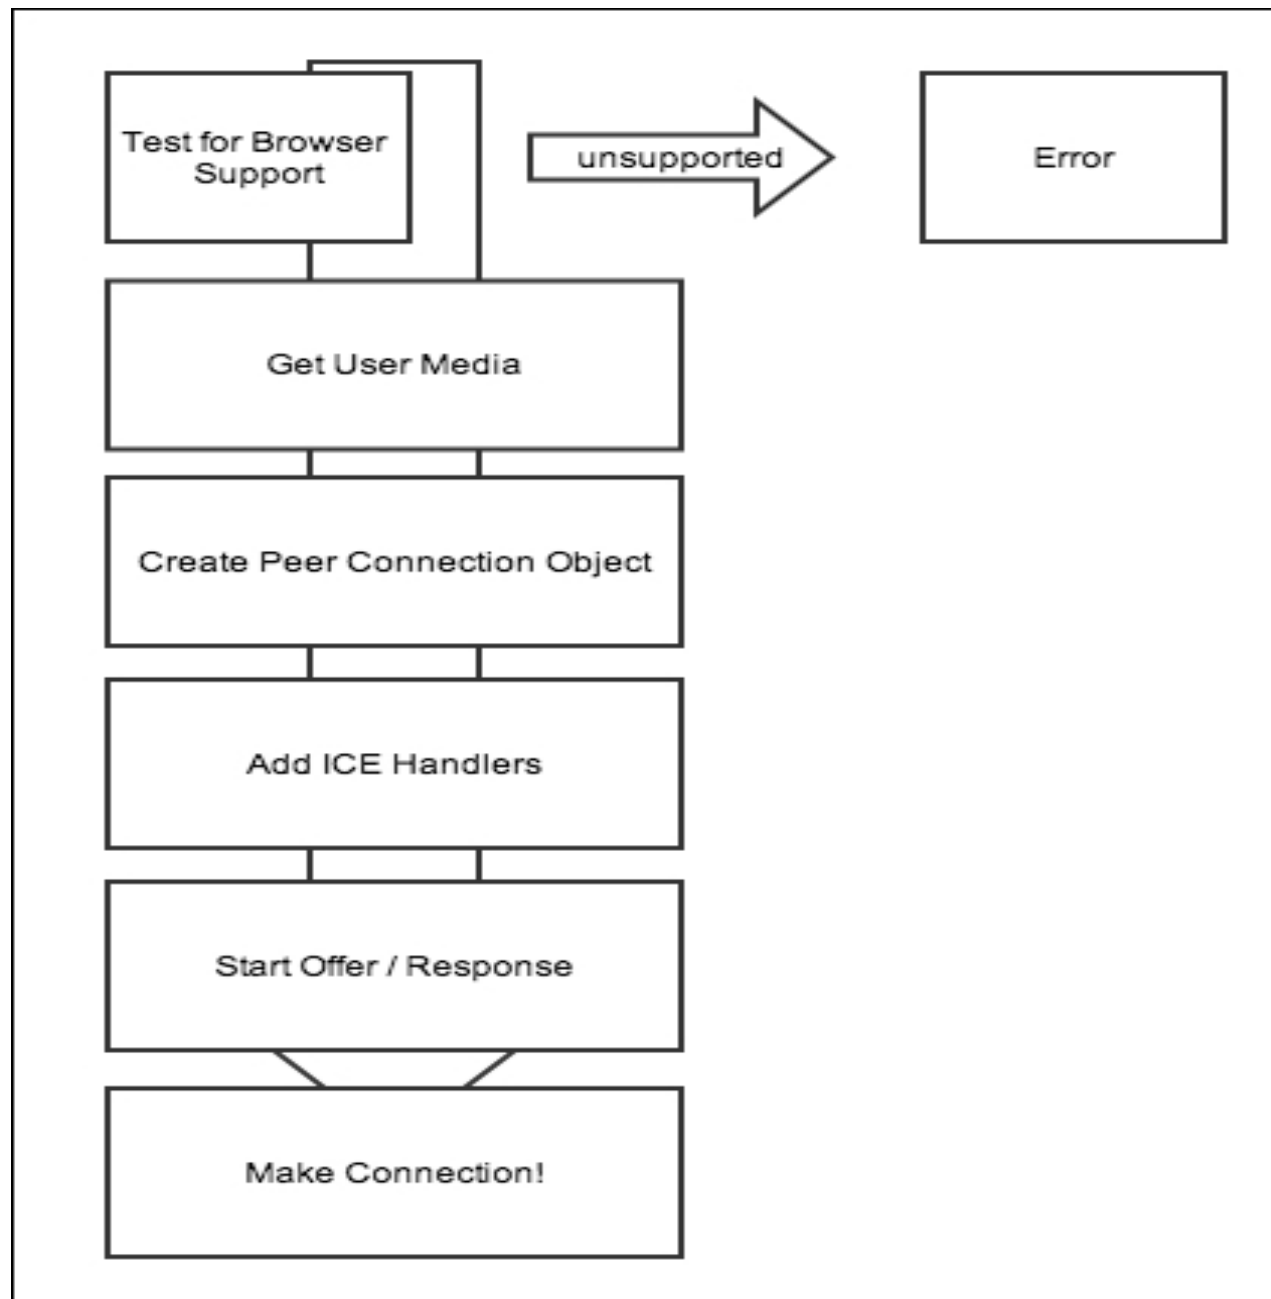 Test for Browser
Support
unsupported
Error
Get User Media
Create Peer Connection Object
Add ICE Handlers
Start Offer / Response
Make Connection!